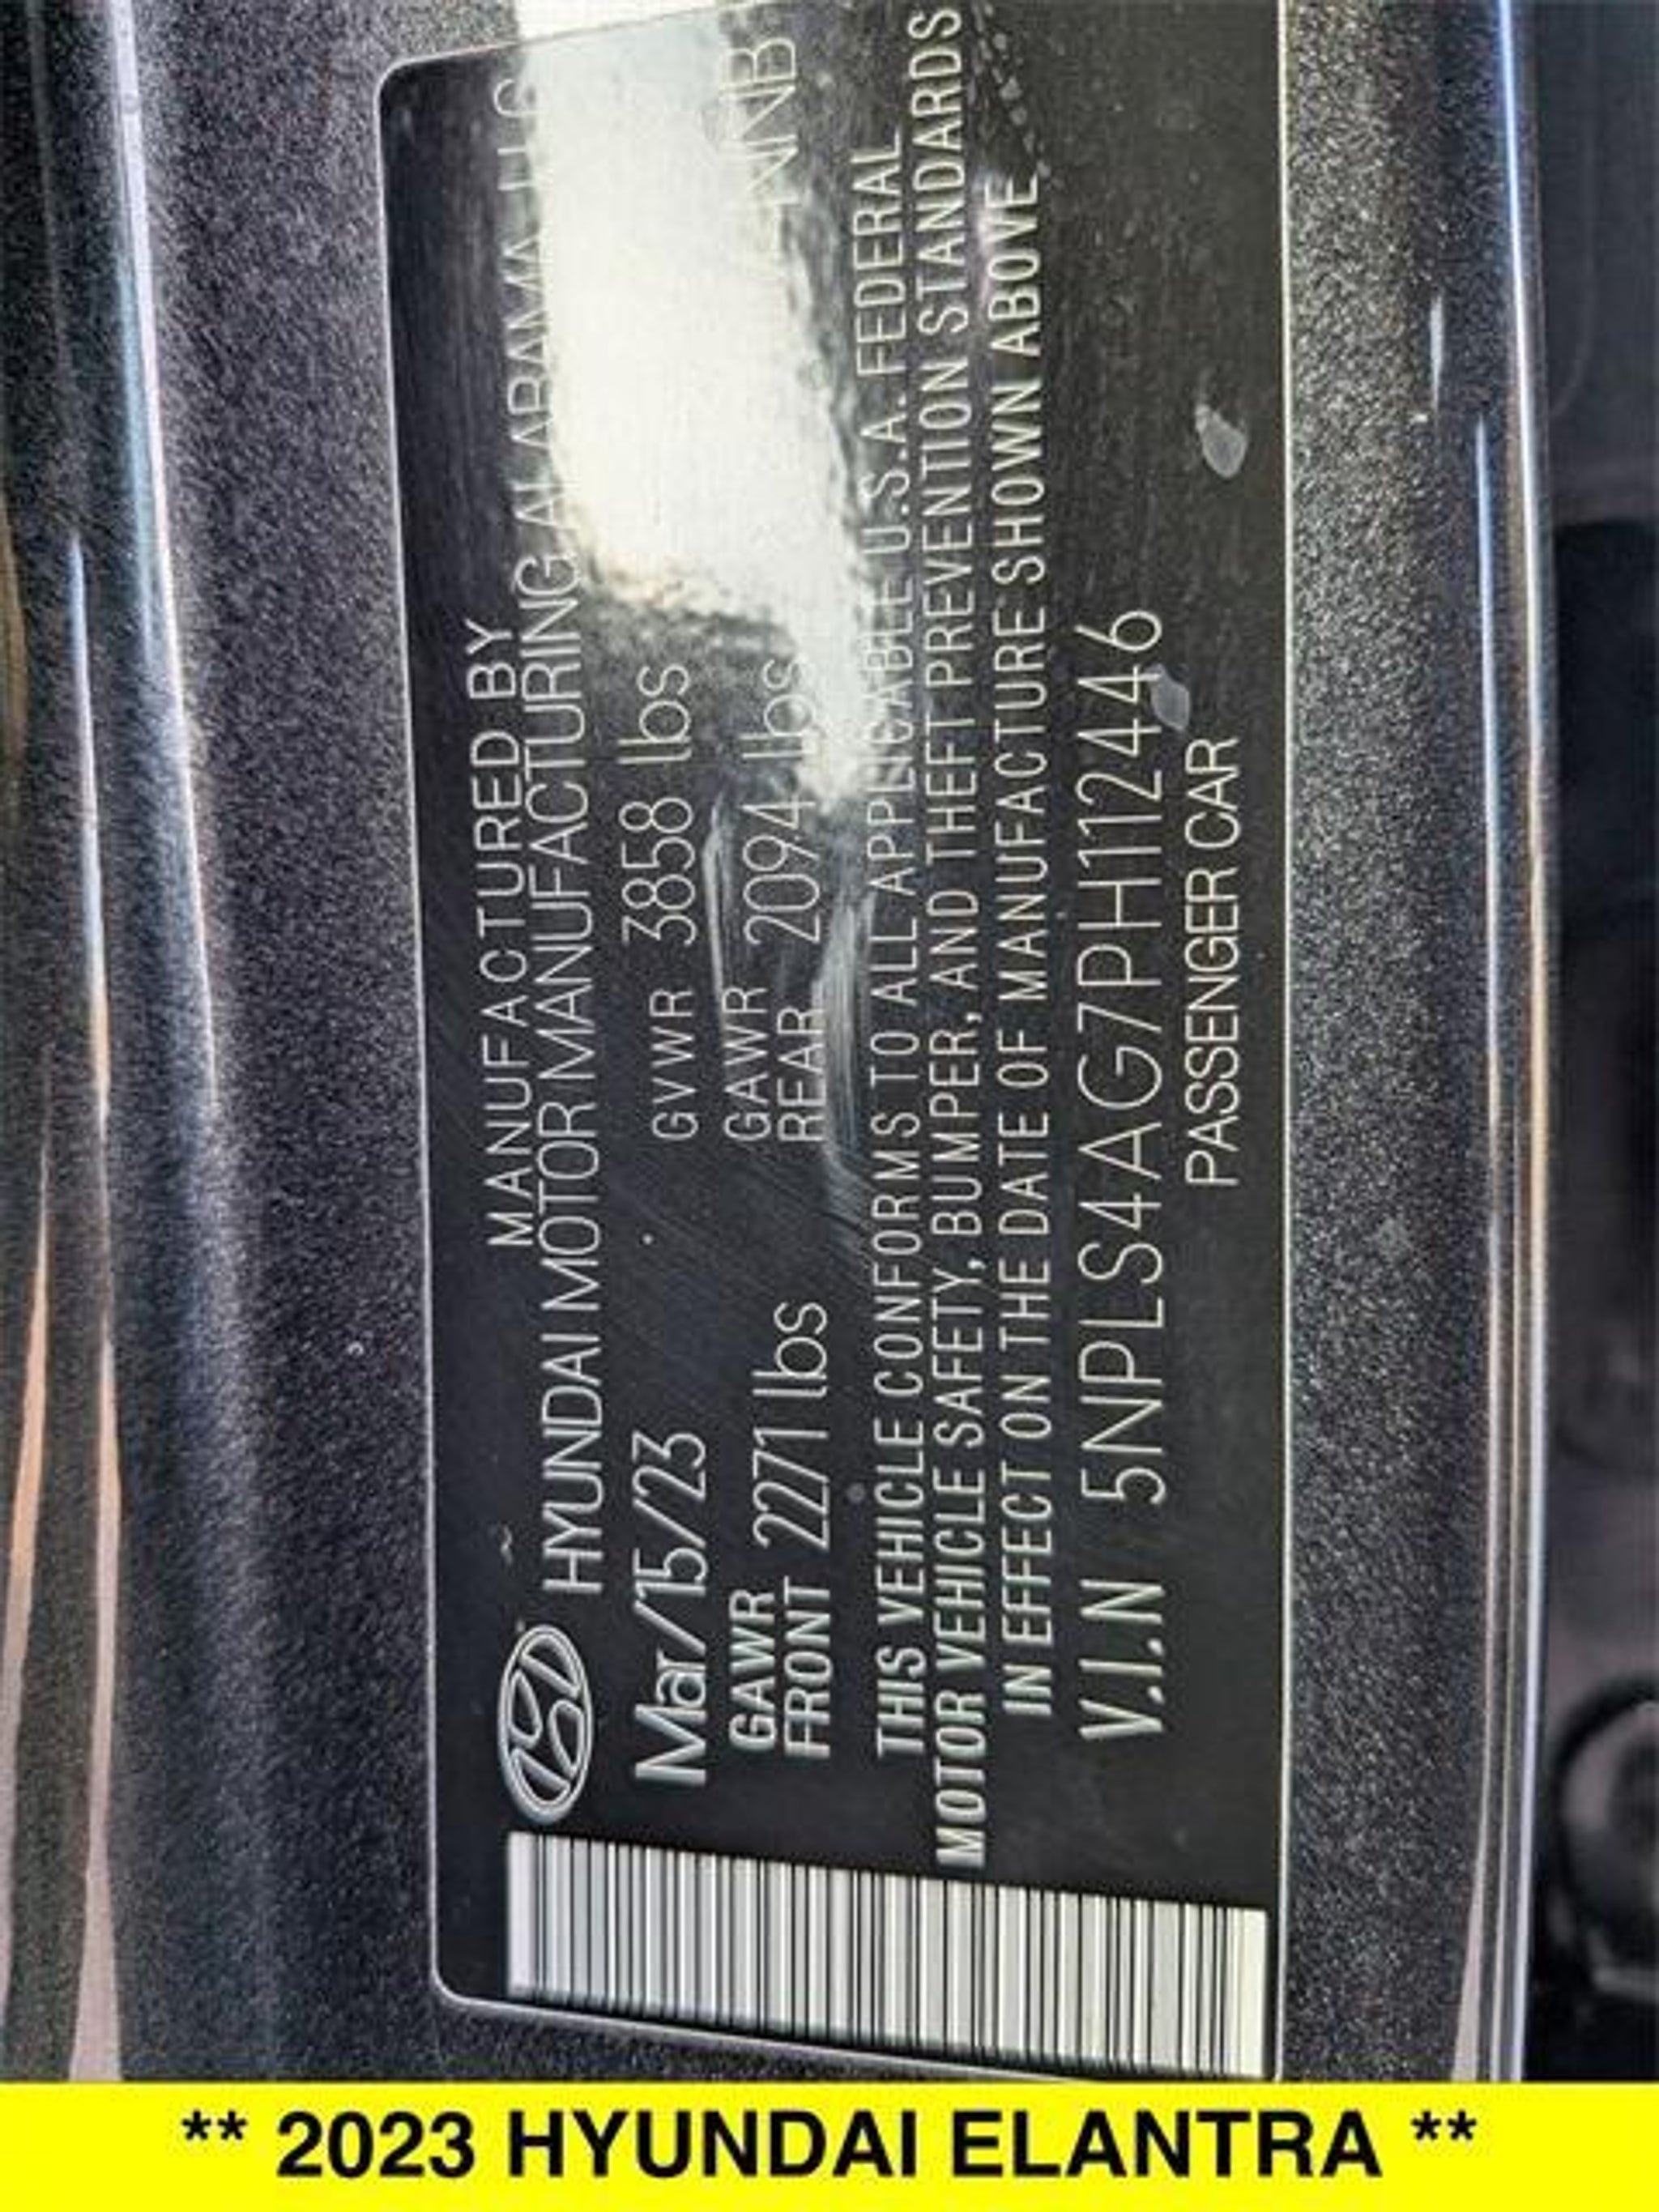 MANUFACTURED BY
HYUNDAI MOTOR MANUFACTURING ALABAMA, LLC
Mar/15/23 GVWR 3858 lbs
GAWR FRONT 2271 lbs GAWR REAR 2094 lbs
THIS VEHICLE CONFORMS TO ALL APPLICABLE U.S.A. FEDERAL
MOTOR VEHICLE SAFETY, BUMPER, AND THEFT PREVENTION STANDARDS
IN EFFECT ON THE DATE OF MANUFACTURE SHOWN ABOVE
V.I.N 5NPLS4AG7PH112446
PASSENGER CAR
** 2023 HYUNDAI ELANTRA **